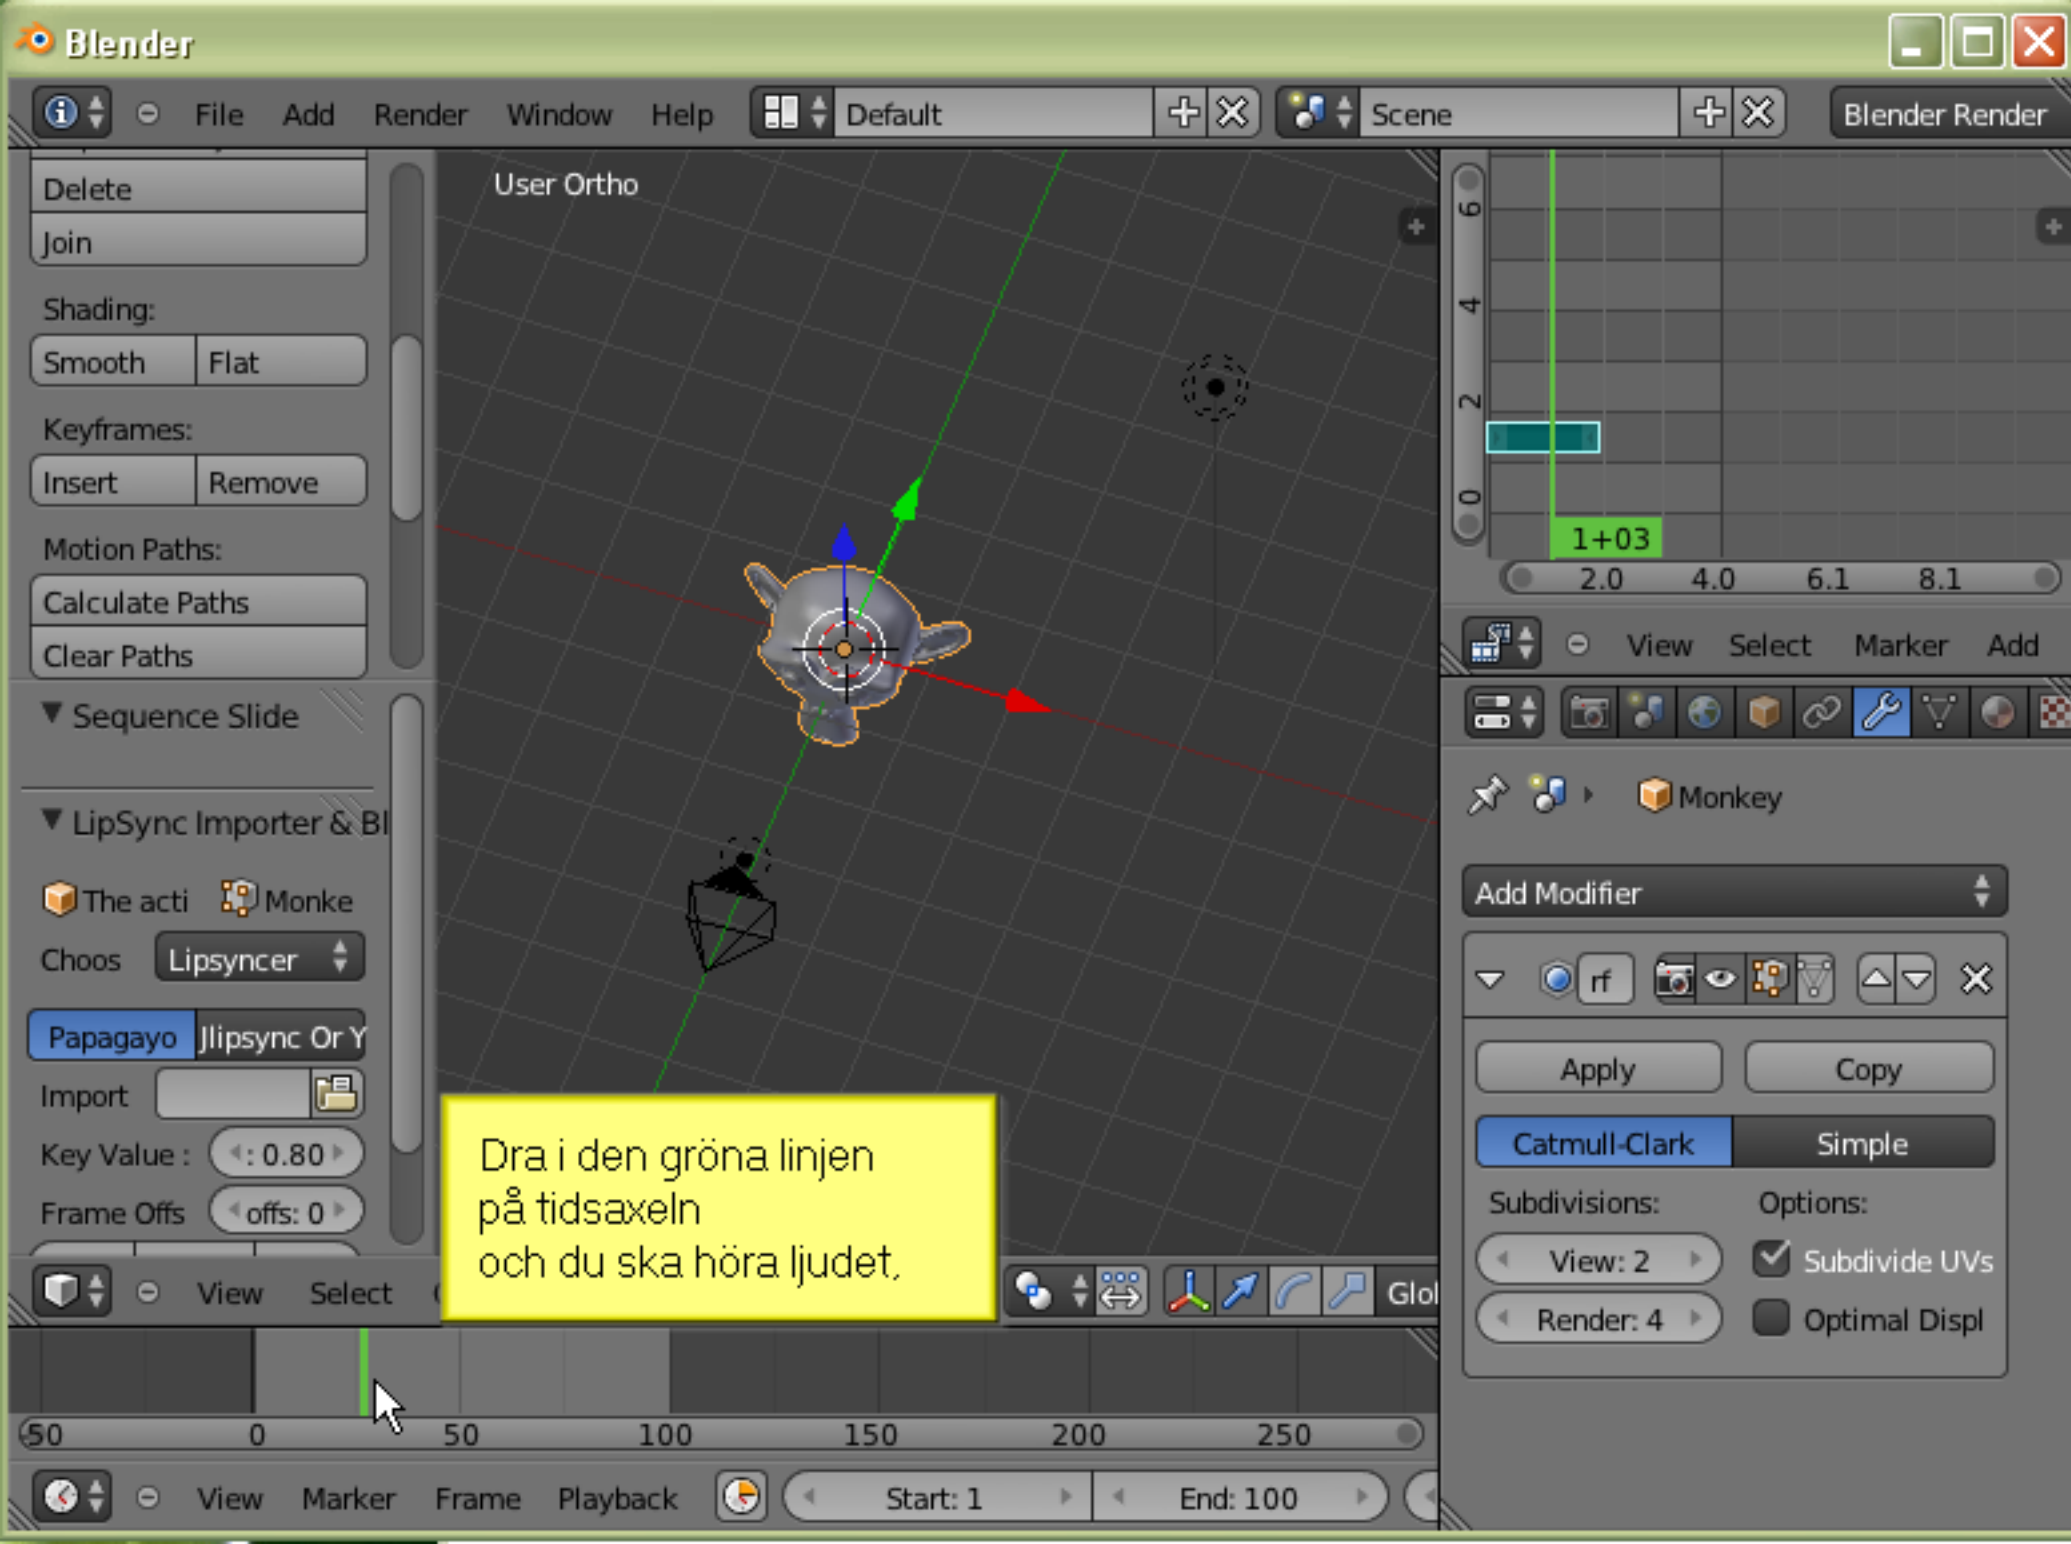 Blender
File Add Render Window Help Default Scene Blender Render
Delete
Join
Shading:
Smooth Flat
Keyframes:
Insert Remove
Motion Paths:
Calculate Paths
Clear Paths
Sequence Slide
LipSync Importer & Bl
The acti Monke
Choos Lipsyncer
Papagayo Jlipsync Or Y
Import
Key Value : : 0.80
Frame Offs offs: 0
User Ortho
Dra i den gröna linjen
på tidsaxeln
och du ska höra ljudet,
View Select Glol
-50 0 50 100 150 200 250
View Marker Frame Playback Start: 1 End: 100
6
4
2
0
1+03
2.0 4.0 6.1 8.1
View Select Marker Add
Monkey
Add Modifier
rf
Apply Copy
Catmull-Clark Simple
Subdivisions: Options:
View: 2 Subdivide UVs
Render: 4 Optimal Displ